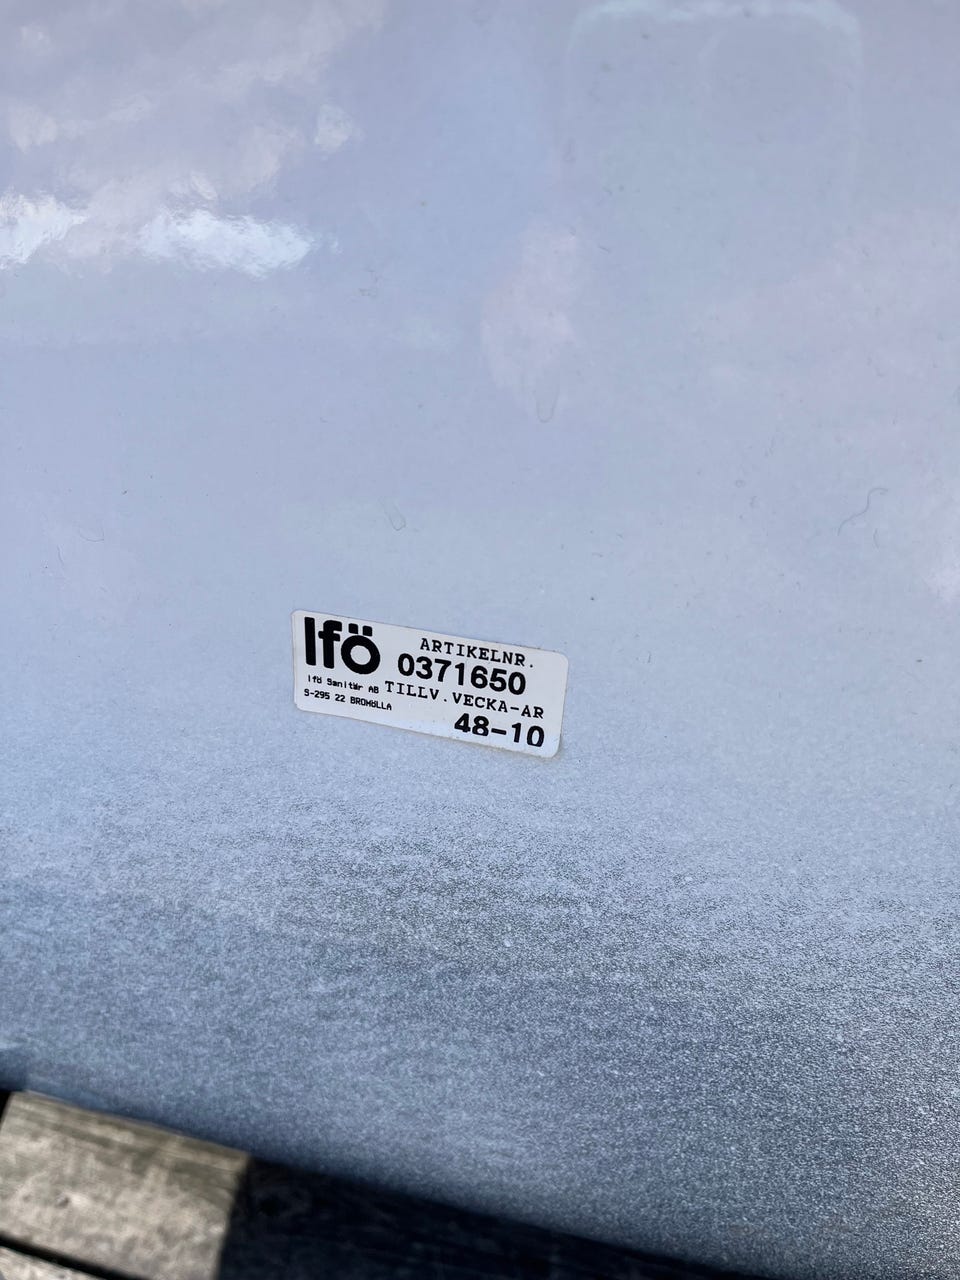 Ifö
ARTIKELNR.
0371650
Ifö Sanitär AB
TILLV.VECKA-AR
S-295 22 BROMÖLLA
48-10